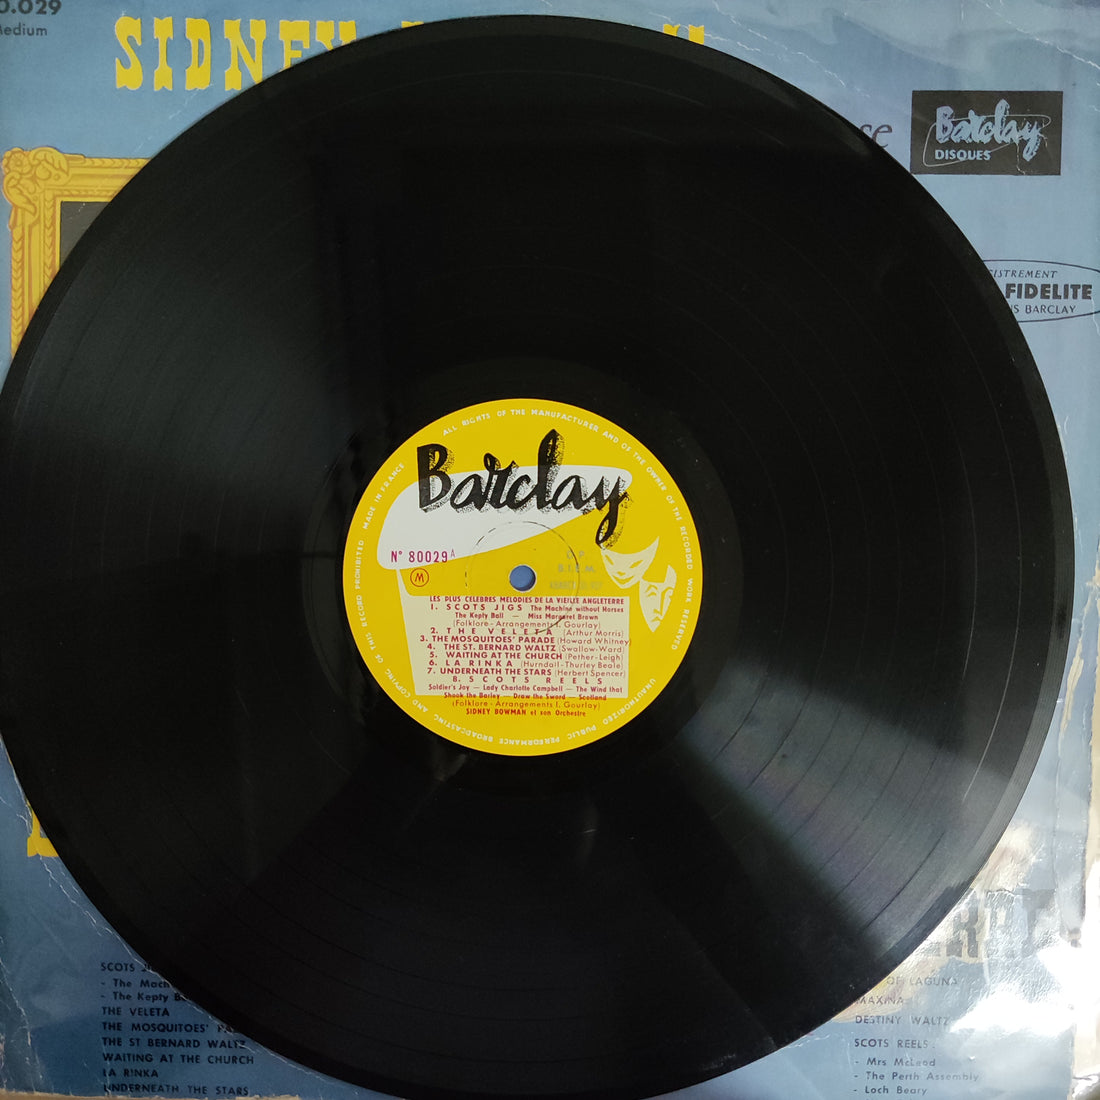 0.029
Medium
SIDNEY
Barclay
DISQUES
FIDELITE
BARCLAY
ALL RIGHTS OF THE MANUFACTURER AND OF THE OWNER OF THE RECORDED WORK RESERVED
UNAUTHORIZED PUBLIC PERFORMANCE BROADCASTING AND COPYING OF THIS RECORD PROHIBITED
MADE IN FRANCE
Barclay
N° 80029 A
M
B.I.E.M.
LES PLUS CELEBRES MELODIES DE LA VIEILLE ANGLETERRE
1. SCOTS JIGS The Machine without Horses
The Kepty Ball — Miss Margaret Brown
(Folklore - Arrangements I. Gourlay)
2. THE VELETA (Arthur Morris)
3. THE MOSQUITOES' PARADE (Howard Whitney)
4. THE ST. BERNARD WALTZ (Swallow-Ward)
5. WAITING AT THE CHURCH (Pether-Leigh)
6. LA RINKA (Hurndall-Thurley Beale)
7. UNDERNEATH THE STARS (Herbert Spencer)
8. SCOTS REELS
Soldier's Joy — Lady Charlotte Campbell — The Wind that
Shook the Barley — Draw the Sword — Scotland
(Folklore - Arrangements I. Gourlay)
SIDNEY BOWMAN et son Orchestre
SCOTS
- The Mach
- The Kepty B
THE VELETA
THE MOSQUITOES' PA
THE ST BERNARD WALTZ
WAITING AT THE CHURCH
LA RINKA
UNDERNEATH THE STARS
OF LAGUNA
MAXINA
DESTINY WALTZ
SCOTS REELS :
- Mrs McLeod
- The Perth Assembly
- Loch Beary